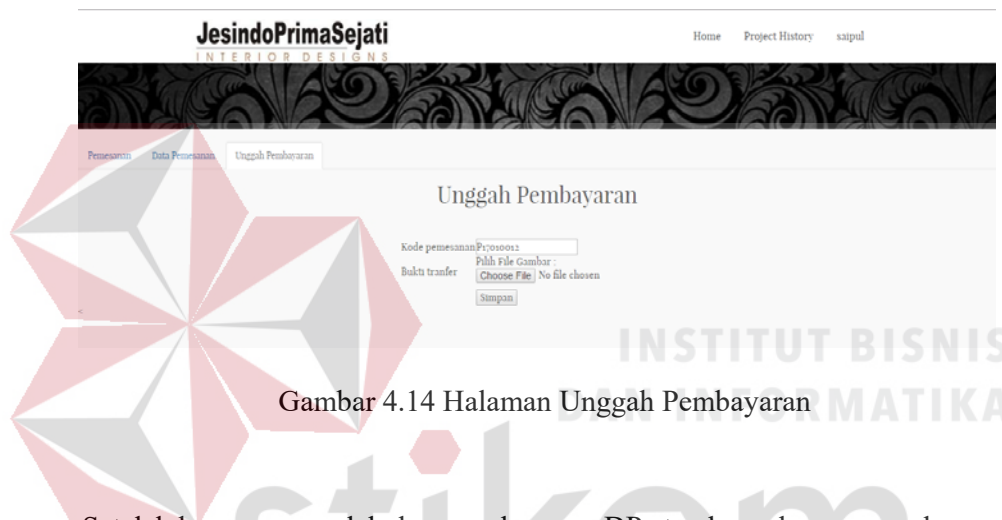 JesindoPrimaSejati
INTERIOR DESIGNS
Home Project History saipul
Pemesanan Data Pemesanan Unggah Pembayaran
Unggah Pembayaran
Kode pemesanan P17010012
Pilih File Gambar :
Bukti tranfer Choose File No file chosen
Simpan
<
INSTITUT BISNIS
DAN INFORMATIKA
Gambar 4.14 Halaman Unggah Pembayaran
stikom